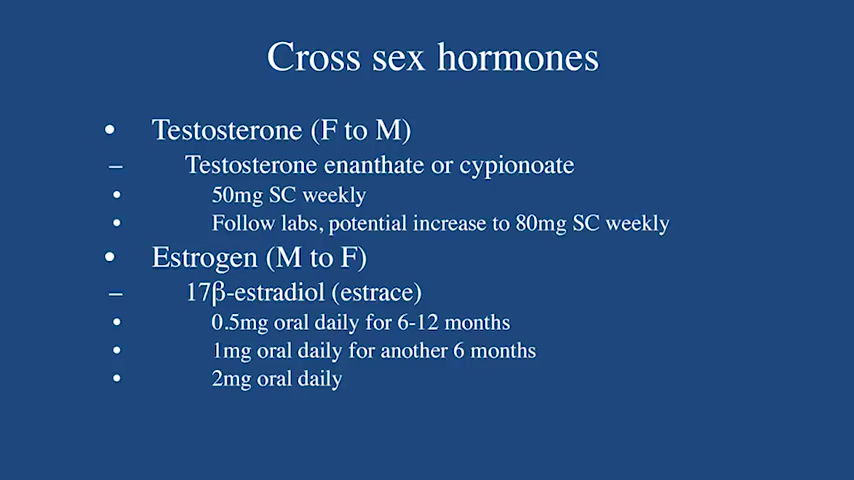 Cross sex hormones
• Testosterone (F to M)
– Testosterone enanthate or cypionoate
• 50mg SC weekly
• Follow labs, potential increase to 80mg SC weekly
• Estrogen (M to F)
– 17β-estradiol (estrace)
• 0.5mg oral daily for 6-12 months
• 1mg oral daily for another 6 months
• 2mg oral daily